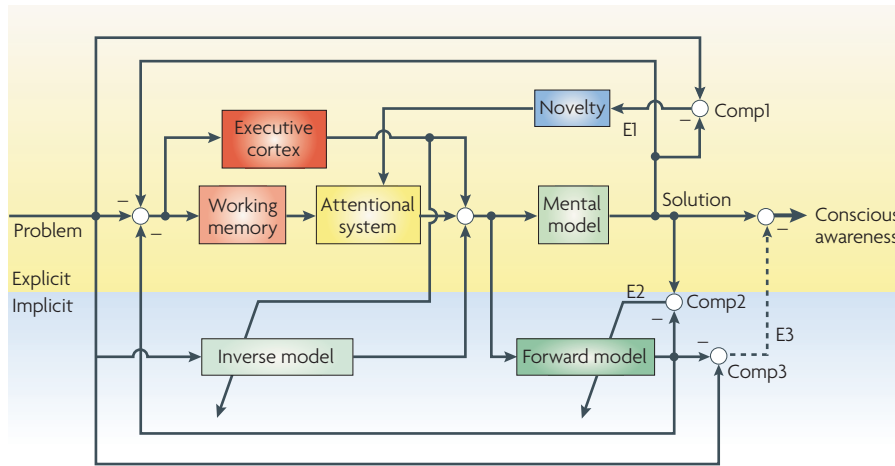 Novelty
E1
Comp1
Executive
cortex
Working
memory
Attentional
system
Mental
model
Solution
Problem
Conscious
awareness
Explicit
Implicit
E2
Comp2
Inverse model
Forward model
E3
Comp3